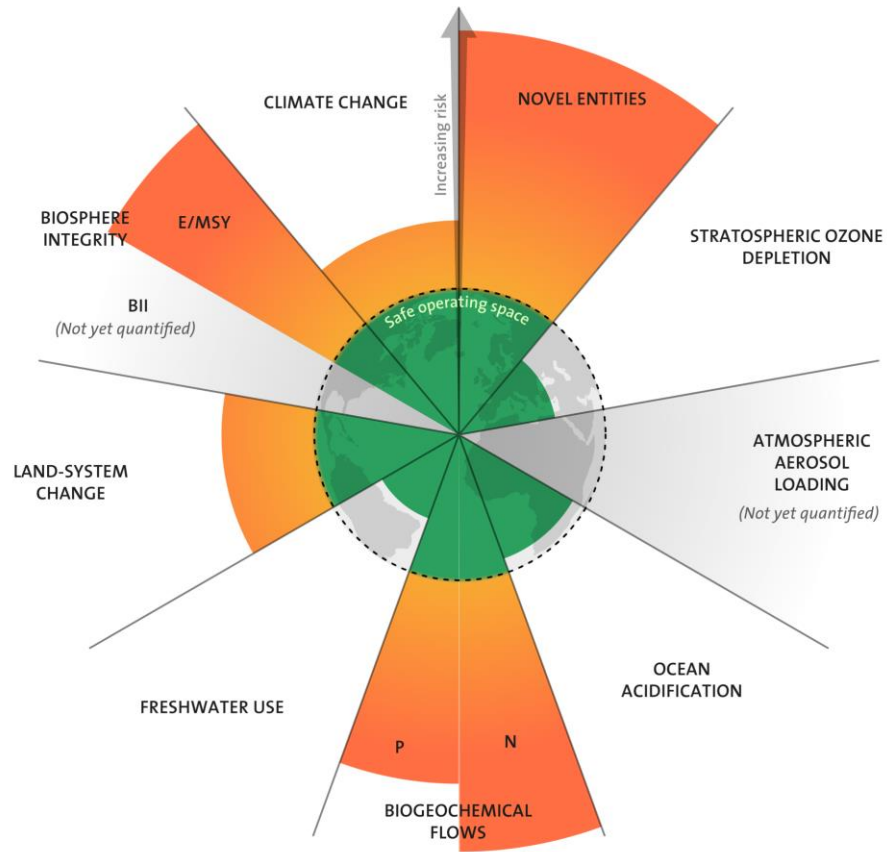 CLIMATE CHANGE
Increasing risk
NOVEL ENTITIES
STRATOSPHERIC OZONE
DEPLETION
ATMOSPHERIC
AEROSOL
LOADING
(Not yet quantified)
OCEAN
ACIDIFICATION
N
P
BIOGEOCHEMICAL
FLOWS
FRESHWATER USE
LAND-SYSTEM
CHANGE
BII
(Not yet quantified)
BIOSPHERE
INTEGRITY
E/MSY
Safe operating space